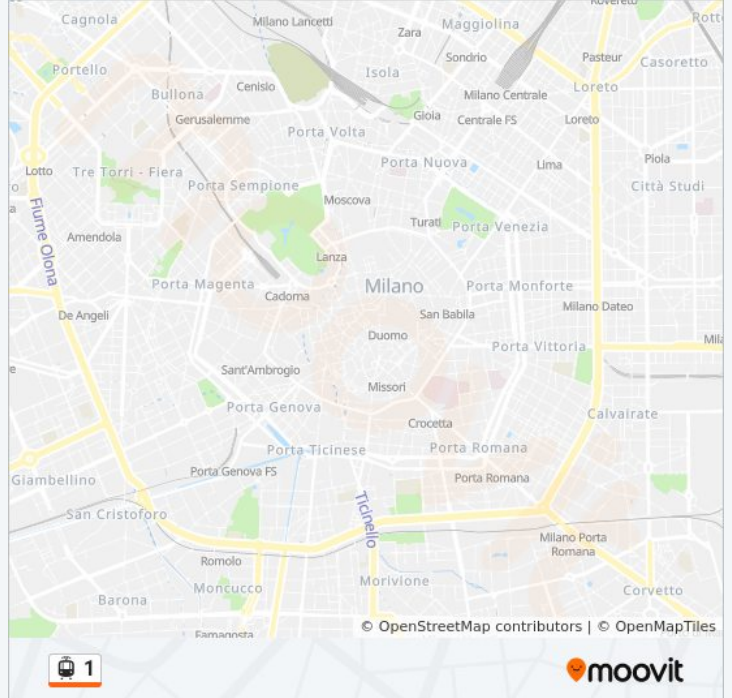 Rovereto
Cagnola
Milano Lancetti
Maggiolina
Zara
Sondrio
Pasteur
Casoretto
Portello
Isola
Cenisio
Bullona
Milano Centrale
Loreto
Gerusalemme
Gioia
Centrale FS
Loreto
Porta Volta
Porta Nuova
Lima
Piola
Lotto
Tre Torri - Fiera
Porta Sempione
Città Studi
Moscova
Fiume Olona
Turati
Porta Venezia
Amendola
Lanza
Porta Magenta
Milano
Porta Monforte
Cadorna
De Angeli
San Babila
Milano Dateo
Duomo
Porta Vittoria
Sant'Ambrogio
Missori
Porta Genova
Crocetta
Calvairate
Porta Ticinese
Porta Romana
Porta Genova FS
Porta Romana
Giambellino
San Cristoforo
Ticinello
Milano Porta
Romana
Romolo
Moncucco
Morivione
Corvetto
Barona
Famagosta
© OpenStreetMap contributors | © OpenMapTiles
1
moovit